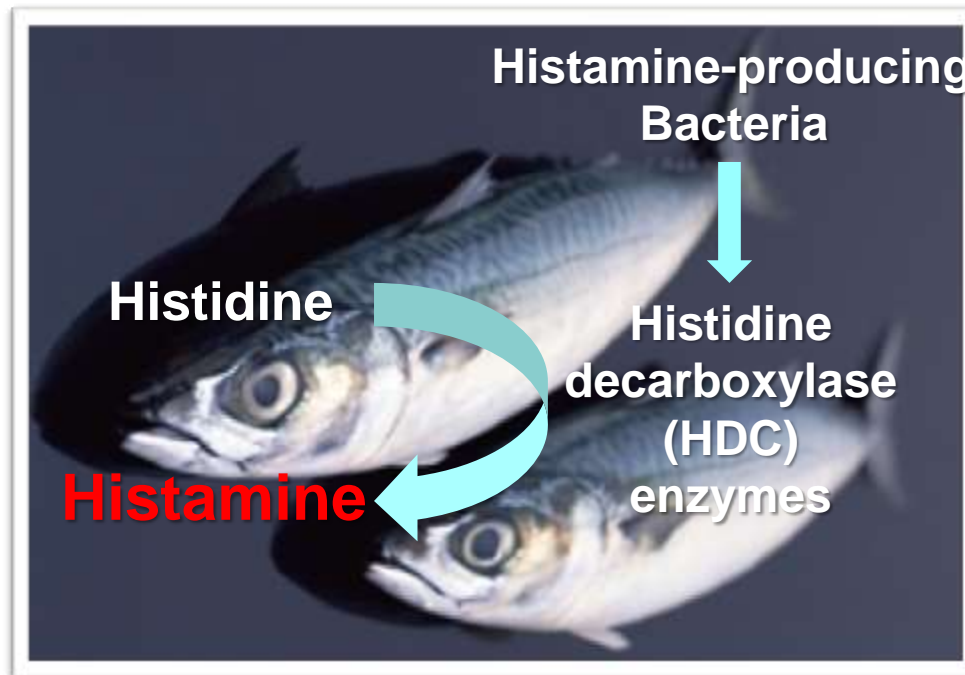 Histamine-producing
Bacteria
Histidine
Histidine
decarboxylase
(HDC)
enzymes
Histamine